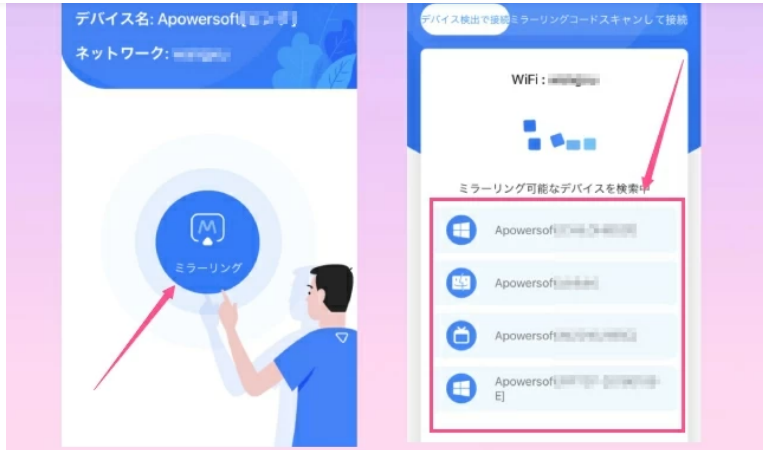 デバイス名: Apowersoft[
ネットワーク:
ミラーリング
デバイス検出で接続
ミラーリングコードスキャンして接続
WiFi :
ミラーリング可能なデバイスを検索中
Apowersoft
Apowersoft
Apowersoft
Apowersoft
E]